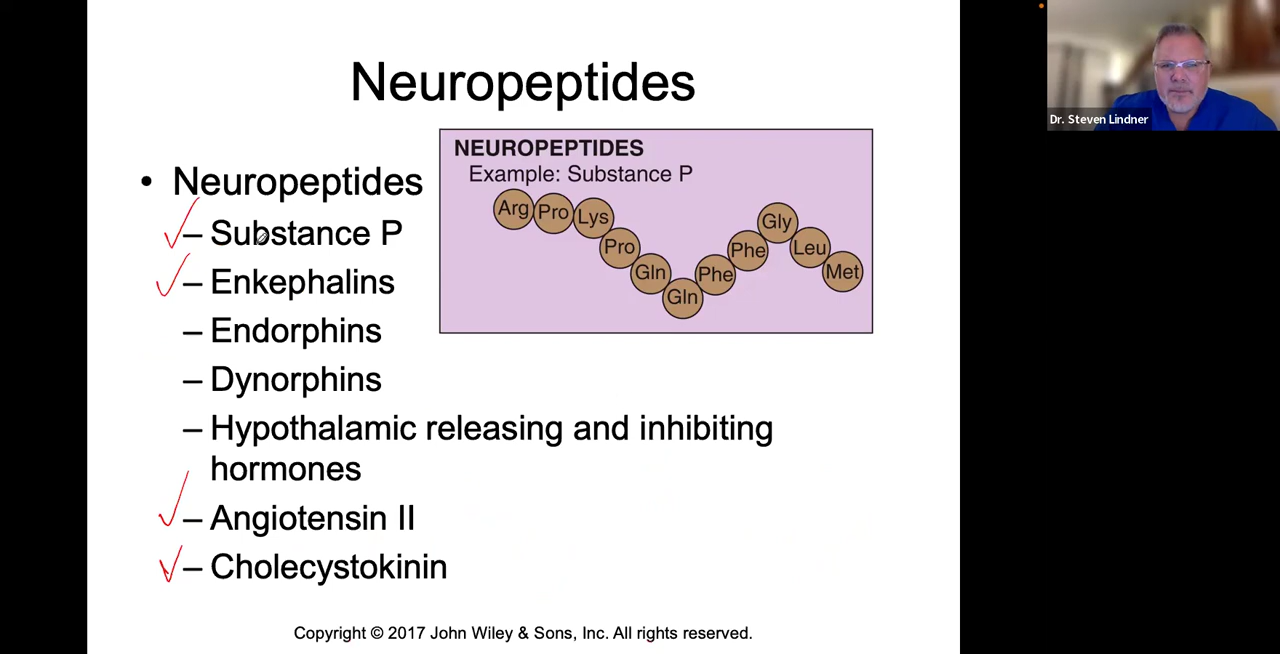 Neuropeptides
• Neuropeptides
– Substance P
– Enkephalins
– Endorphins
– Dynorphins
– Hypothalamic releasing and inhibiting
hormones
– Angiotensin II
– Cholecystokinin
NEUROPEPTIDES
Example: Substance P
Arg Pro Lys Pro Gln Gln Phe Phe Gly Leu Met
Copyright © 2017 John Wiley & Sons, Inc. All rights reserved.
Dr. Steven Lindner